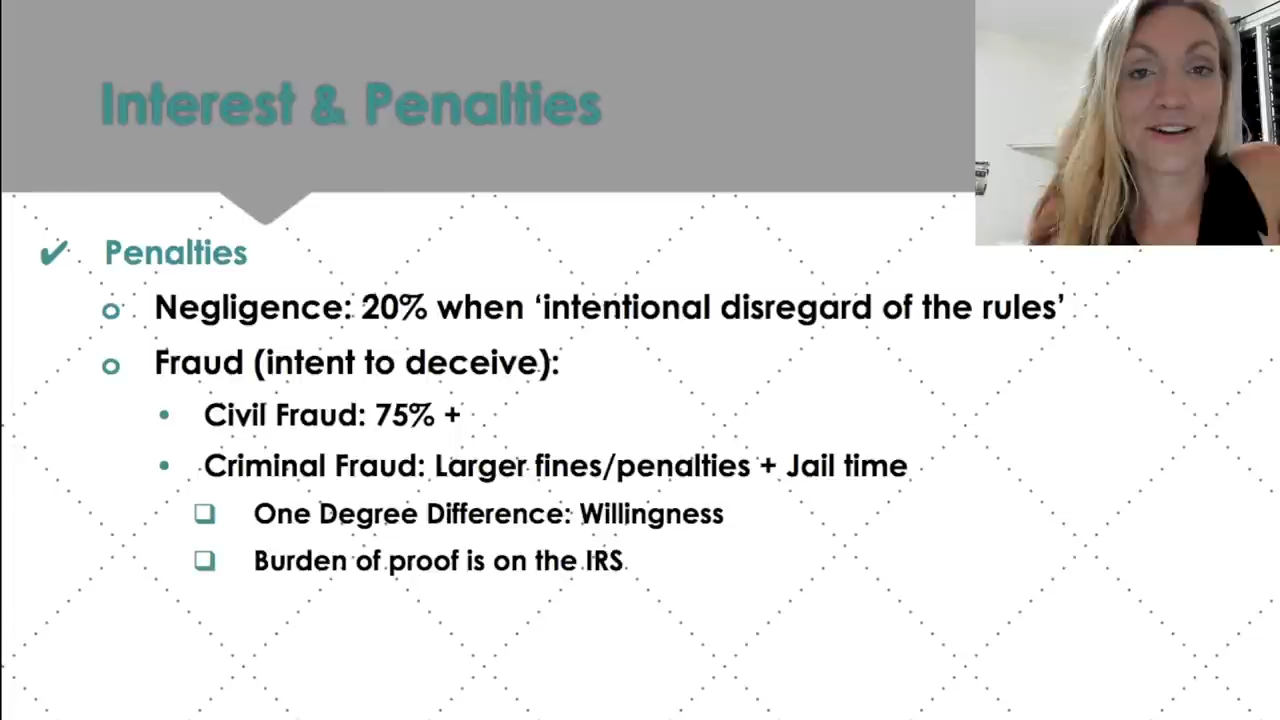 Interest & Penalties
Penalties
Negligence: 20% when ‘intentional disregard of the rules’
Fraud (intent to deceive):
Civil Fraud: 75% +
Criminal Fraud: Larger fines/penalties + Jail time
One Degree Difference: Willingness
Burden of proof is on the IRS